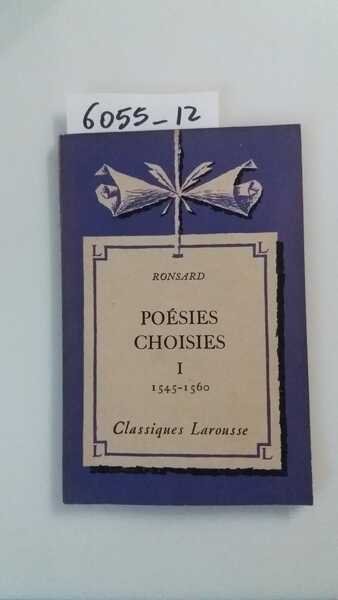 6055_12
L L
RONSARD
POÉSIES
CHOISIES
I
1545-1560
Classiques Larousse
L L